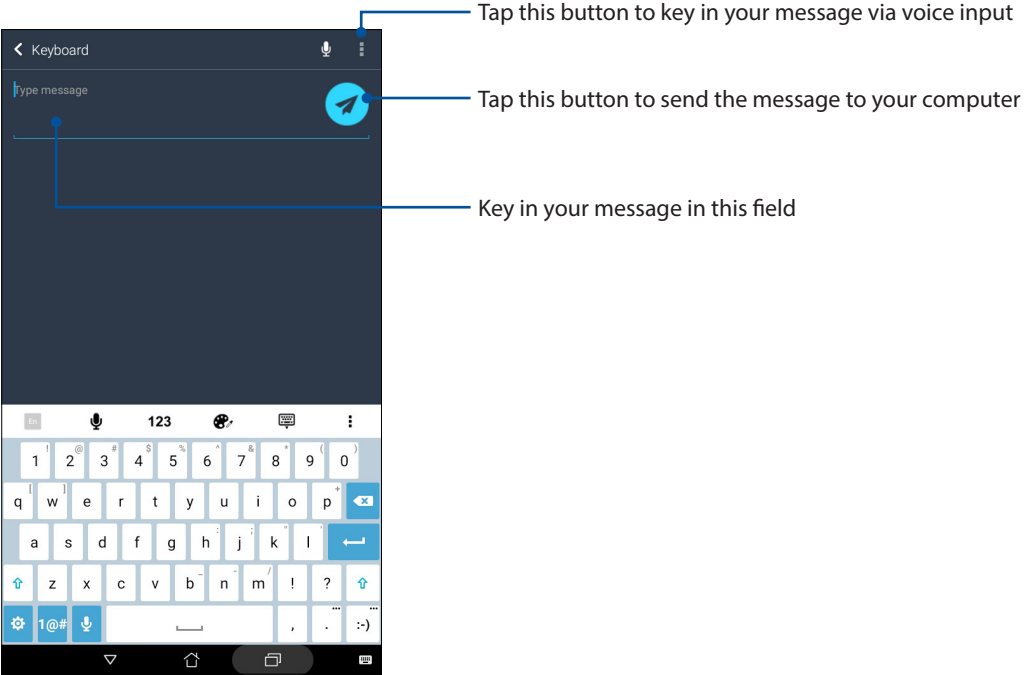 Tap this button to key in your message via voice input
Keyboard
Type message
Tap this button to send the message to your computer
Key in your message in this field
En 123
! @ # $ % ^ & * ( )
1 2 3 4 5 6 7 8 9 0
[ ] +
q w e r t y u i o p
: ; " '
a s d f g h j k l
_ - /
z x c v b n m ! ?
1@# , . :-)